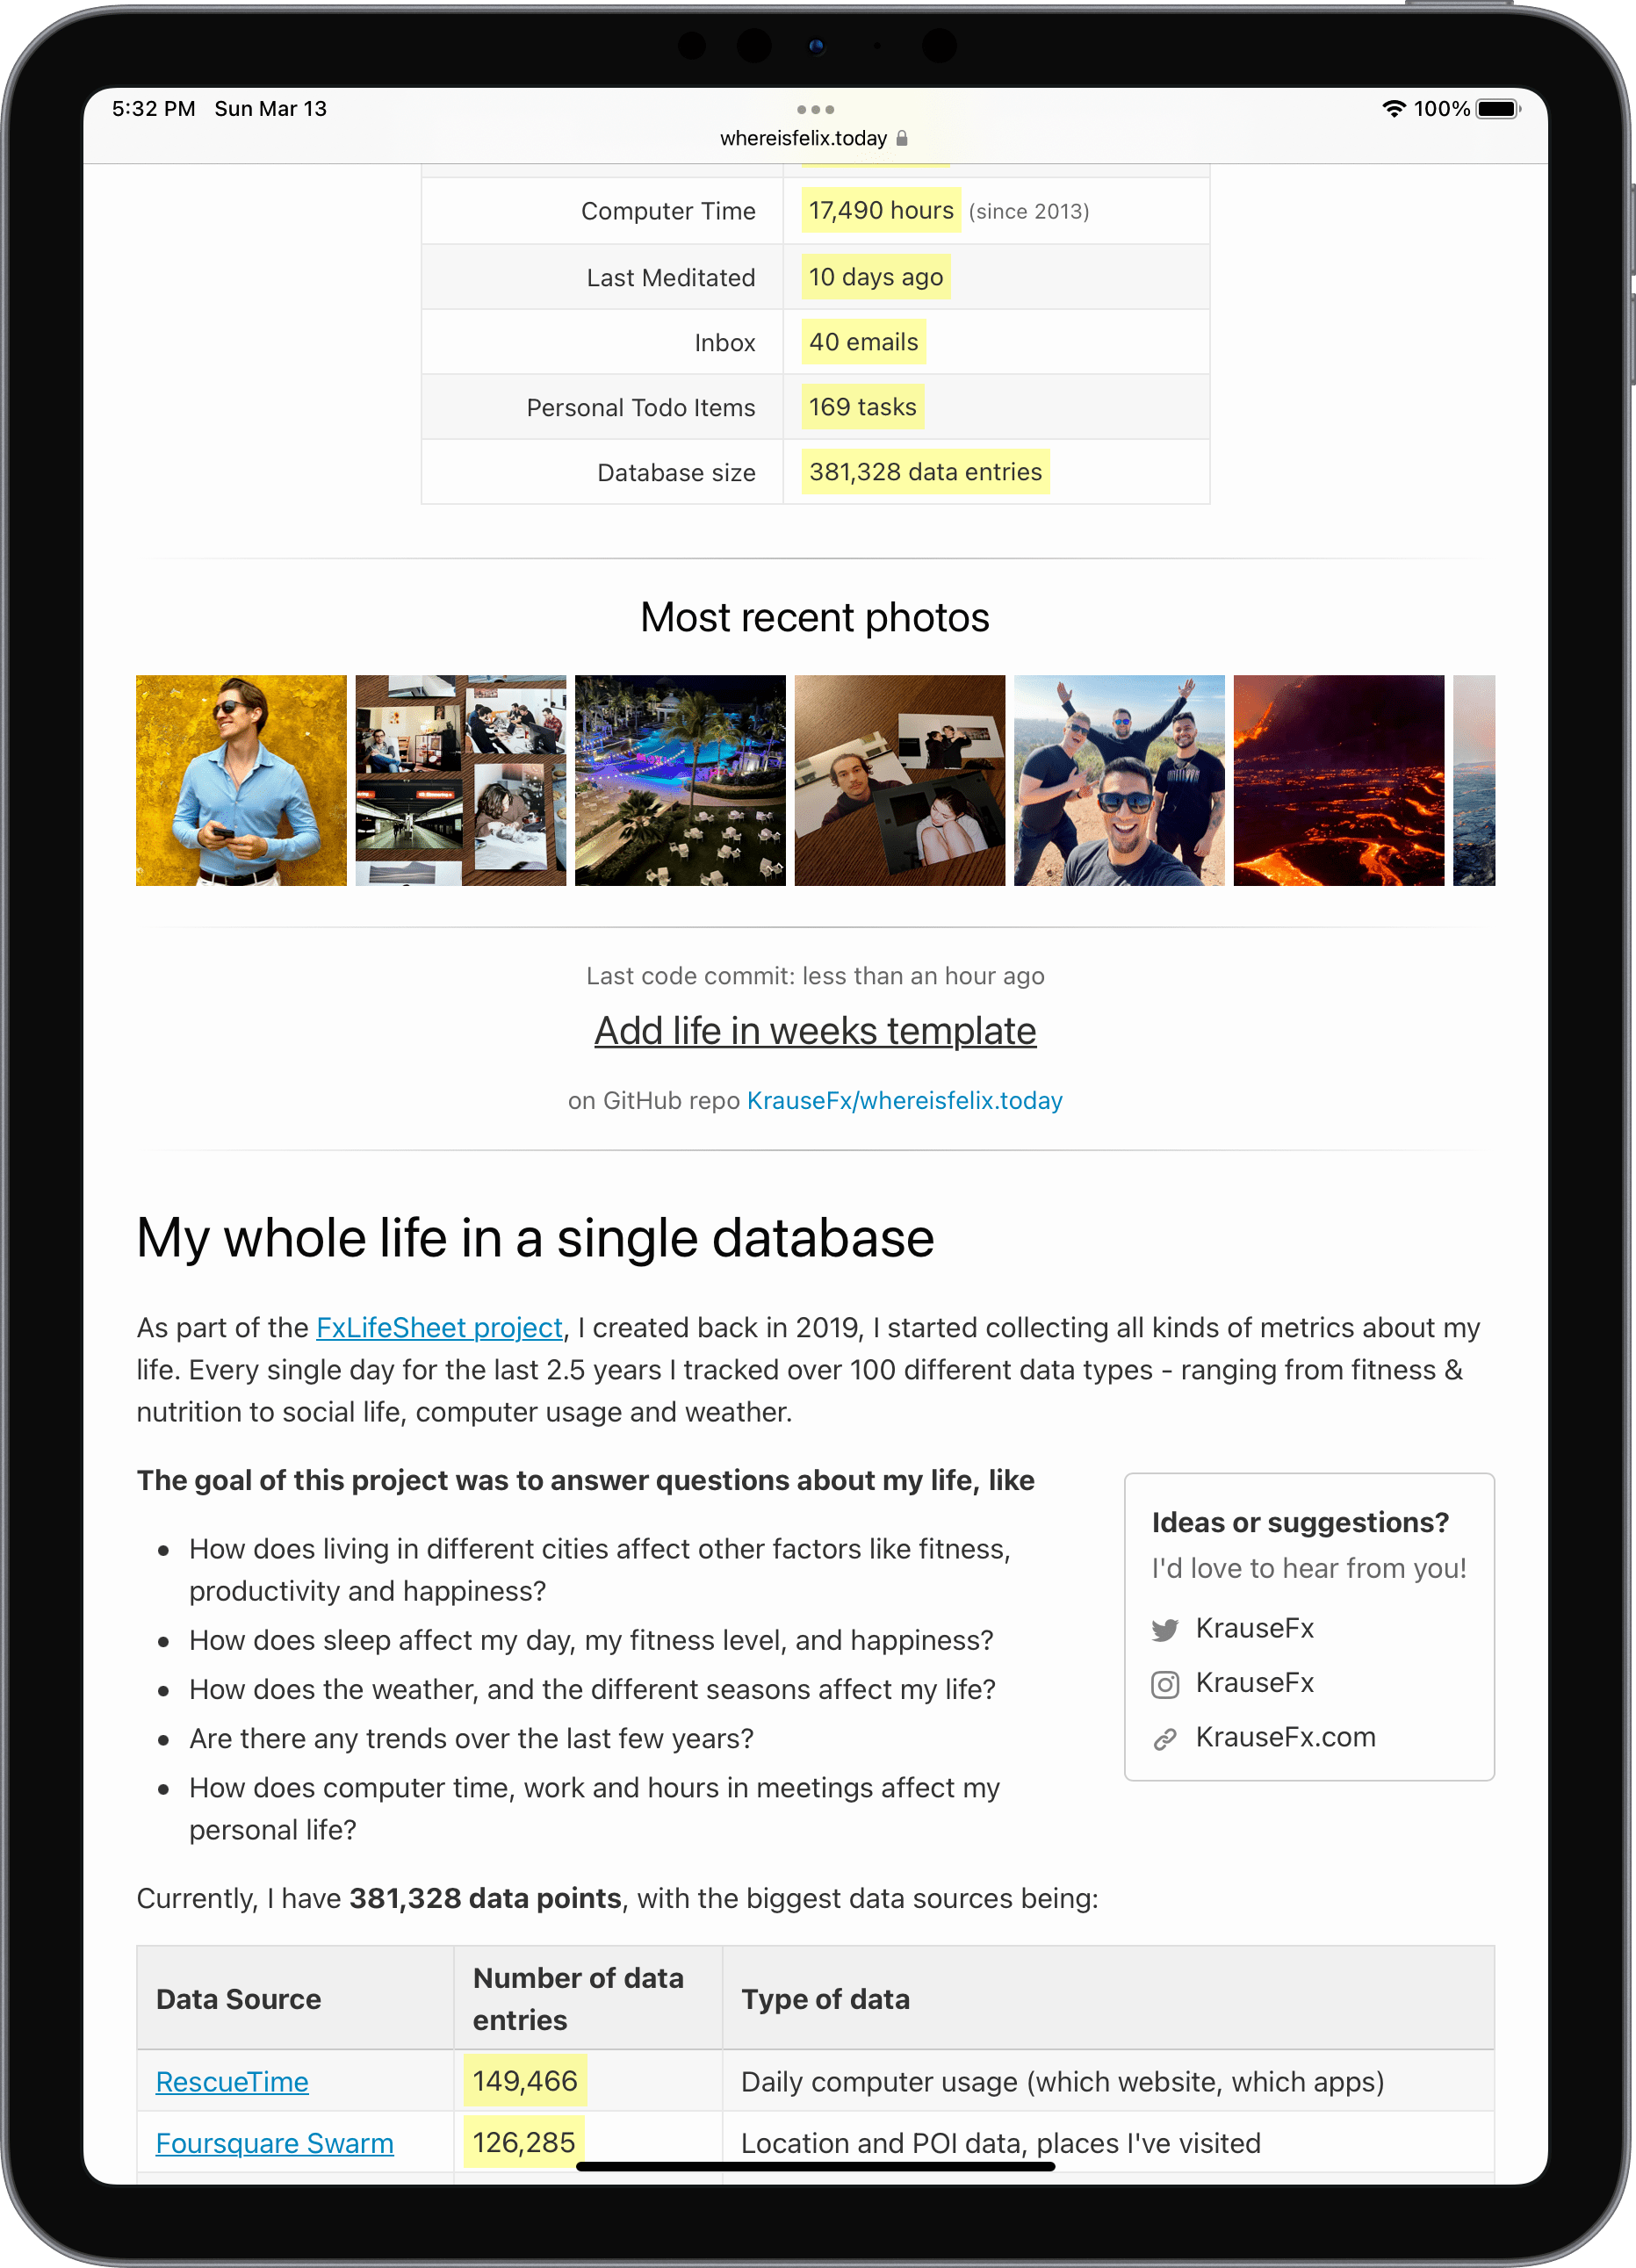 5:32 PM Sun Mar 13
100%
whereisfelix.today
Computer Time 17,490 hours (since 2013)
Last Meditated 10 days ago
Inbox 40 emails
Personal Todo Items 169 tasks
Database size 381,328 data entries
Most recent photos
Last code commit: less than an hour ago
Add life in weeks template
on GitHub repo KrauseFx/whereisfelix.today
My whole life in a single database
As part of the FxLifeSheet project, I created back in 2019, I started collecting all kinds of metrics about my
life. Every single day for the last 2.5 years I tracked over 100 different data types - ranging from fitness &
nutrition to social life, computer usage and weather.
The goal of this project was to answer questions about my life, like
How does living in different cities affect other factors like fitness,
productivity and happiness?
How does sleep affect my day, my fitness level, and happiness?
How does the weather, and the different seasons affect my life?
Are there any trends over the last few years?
How does computer time, work and hours in meetings affect my
personal life?
Ideas or suggestions?
I'd love to hear from you!
KrauseFx
KrauseFx
KrauseFx.com
Currently, I have 381,328 data points, with the biggest data sources being:
Data Source Number of data entries Type of data
RescueTime 149,466 Daily computer usage (which website, which apps)
Foursquare Swarm 126,285 Location and POI data, places I've visited